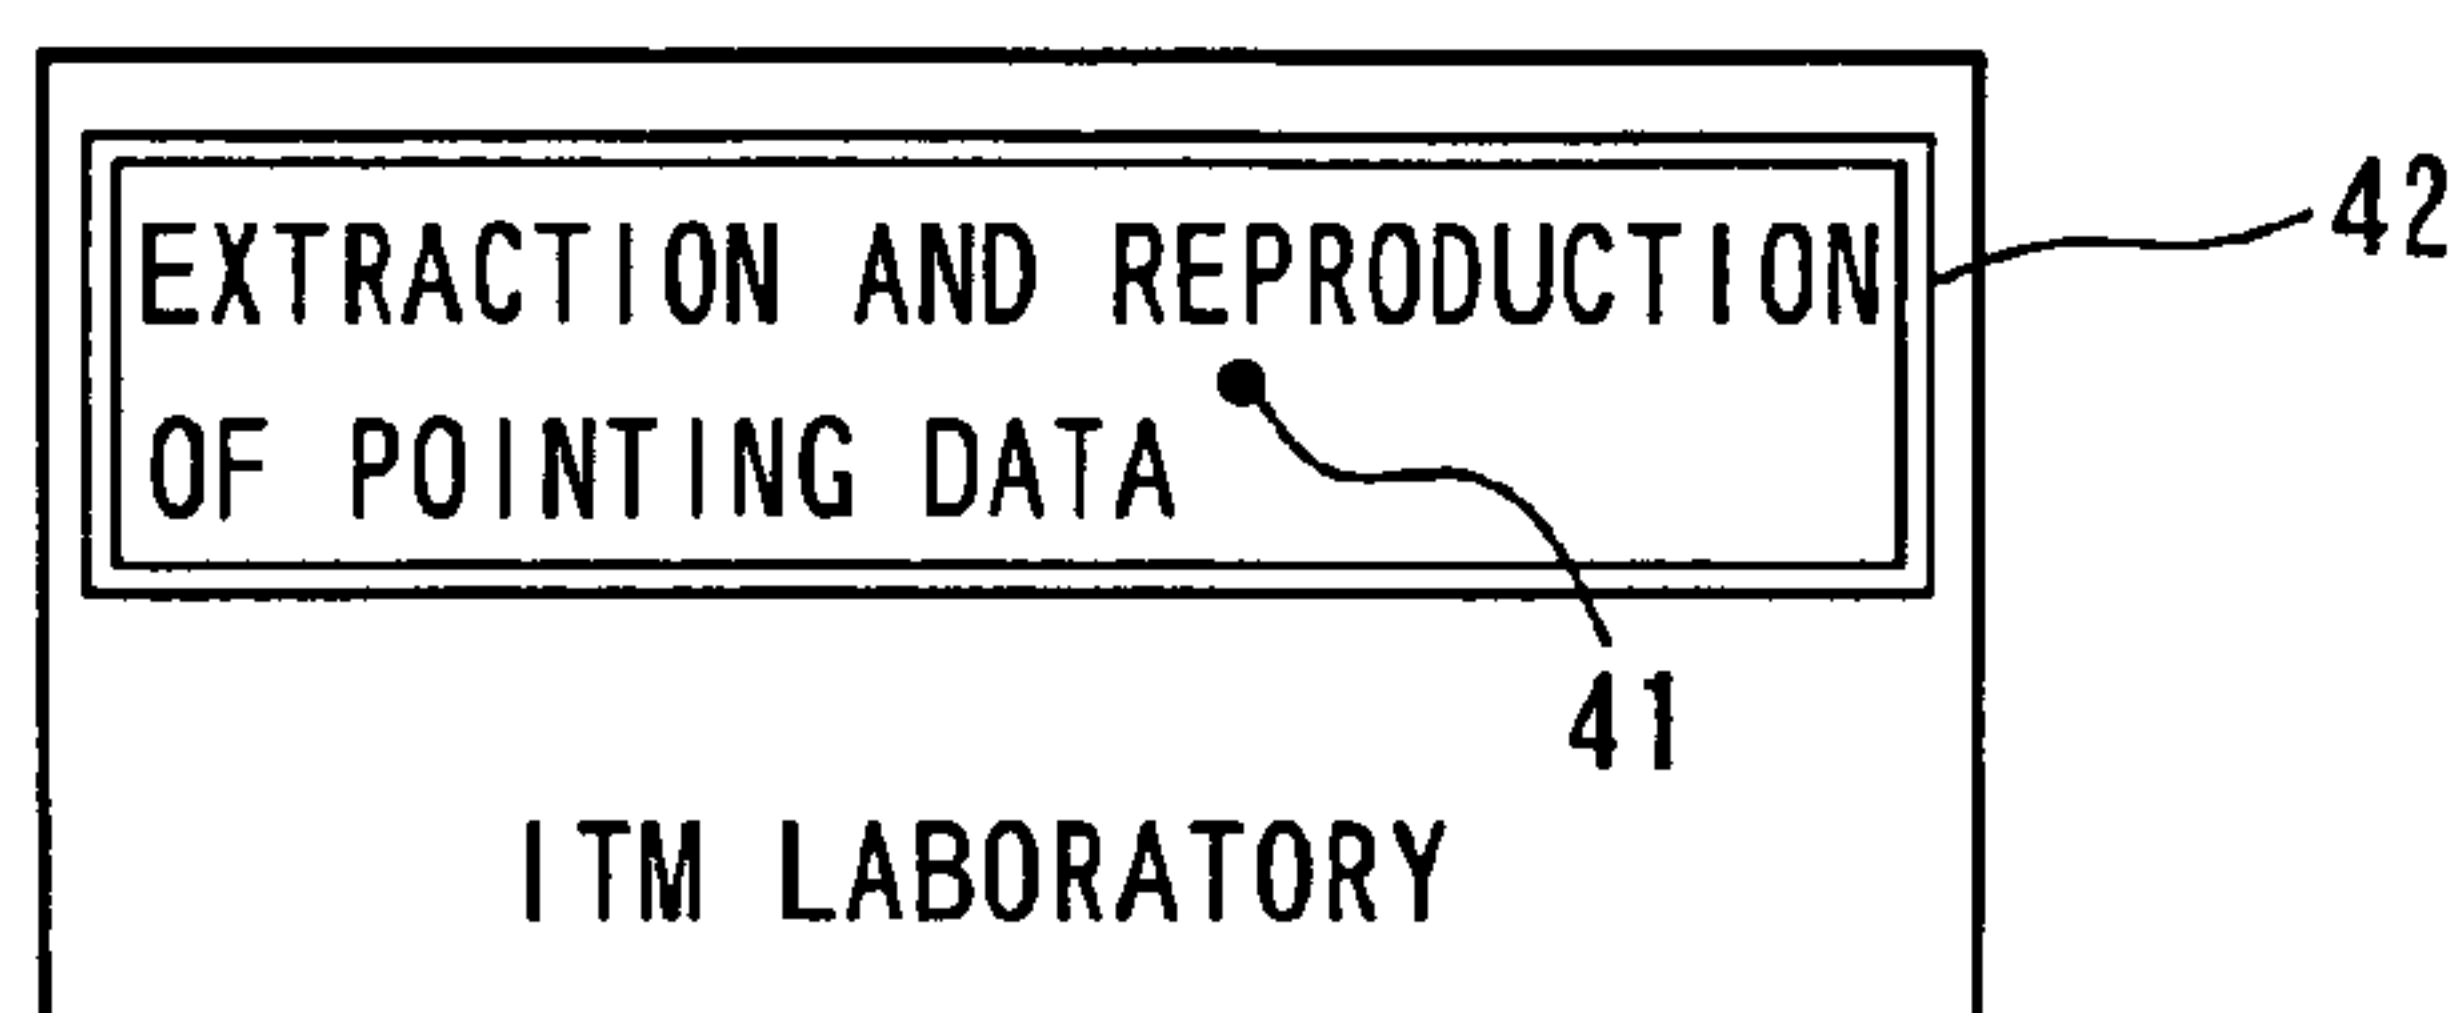 EXTRACTION AND REPRODUCTION
OF POINTING DATA
42
41
ITM LABORATORY